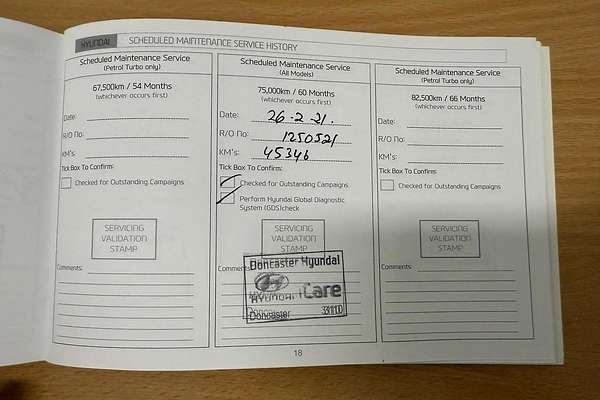 HYUNDAI SCHEDULED MAINTENANCE SERVICE HISTORY
Scheduled Maintenance Service
(Petrol Turbo only)
67,500km / 54 Months
(whichever occurs first)
Date:
R/O No:
KM's:
Tick Box To Confirm:
Checked for Outstanding Campaigns
SERVICING
VALIDATION
STAMP
Comments:
Scheduled Maintenance Service
(All Models)
75,000km / 60 Months
(whichever occurs first)
Date: 26-2-21.
R/O No: 1250521
KM's: 45346
Tick Box To Confirm:
Checked for Outstanding Campaigns
Perform Hyundai Global Diagnostic
System (GDS)check
SERVICING
VALIDATION
STAMP
Comments:
Doncaster Hyundai
HYUNDAI Care
Doncaster
Scheduled Maintenance Service
(Petrol Turbo only)
82,500km / 66 Months
(whichever occurs first)
Date:
R/O No:
KM's:
Tick Box To Confirm:
Checked for Outstanding Campaigns
SERVICING
VALIDATION
STAMP
Comments:
18